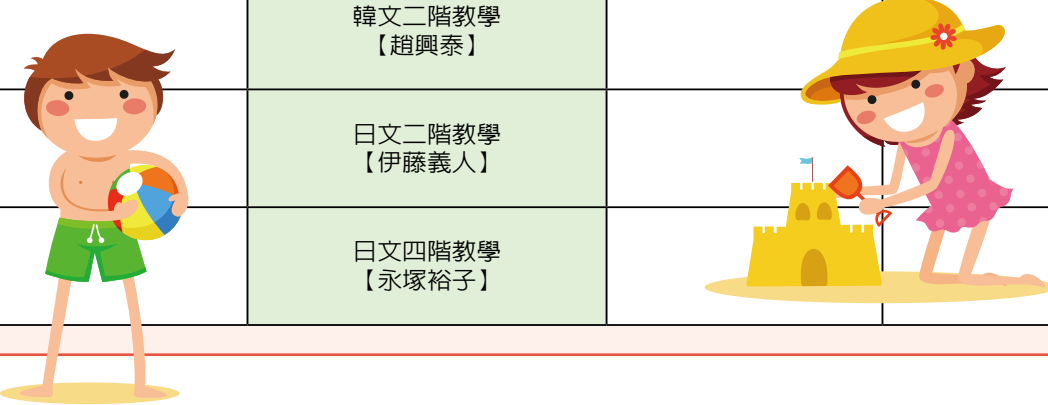 韓文二階教學
【趙興泰】
日文二階教學
【伊藤義人】
日文四階教學
【永塚裕子】